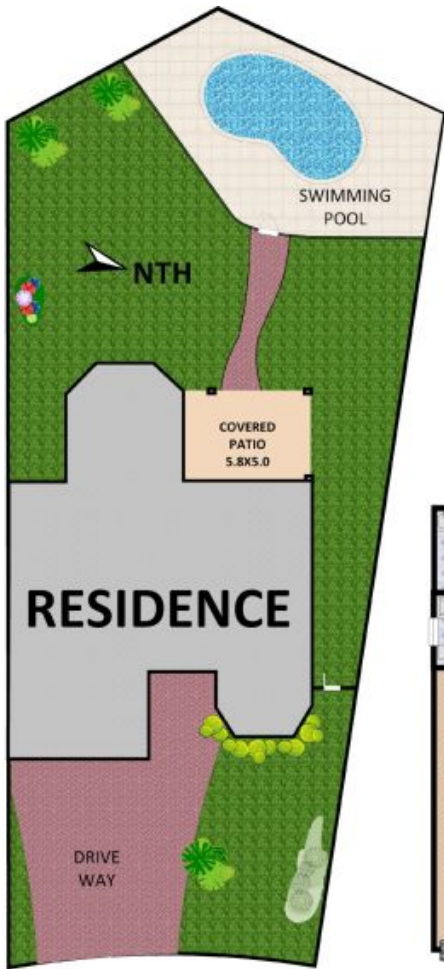 SWIMMING
POOL
NTH
COVERED
PATIO
5.8X5.0
RESIDENCE
DRIVE
WAY